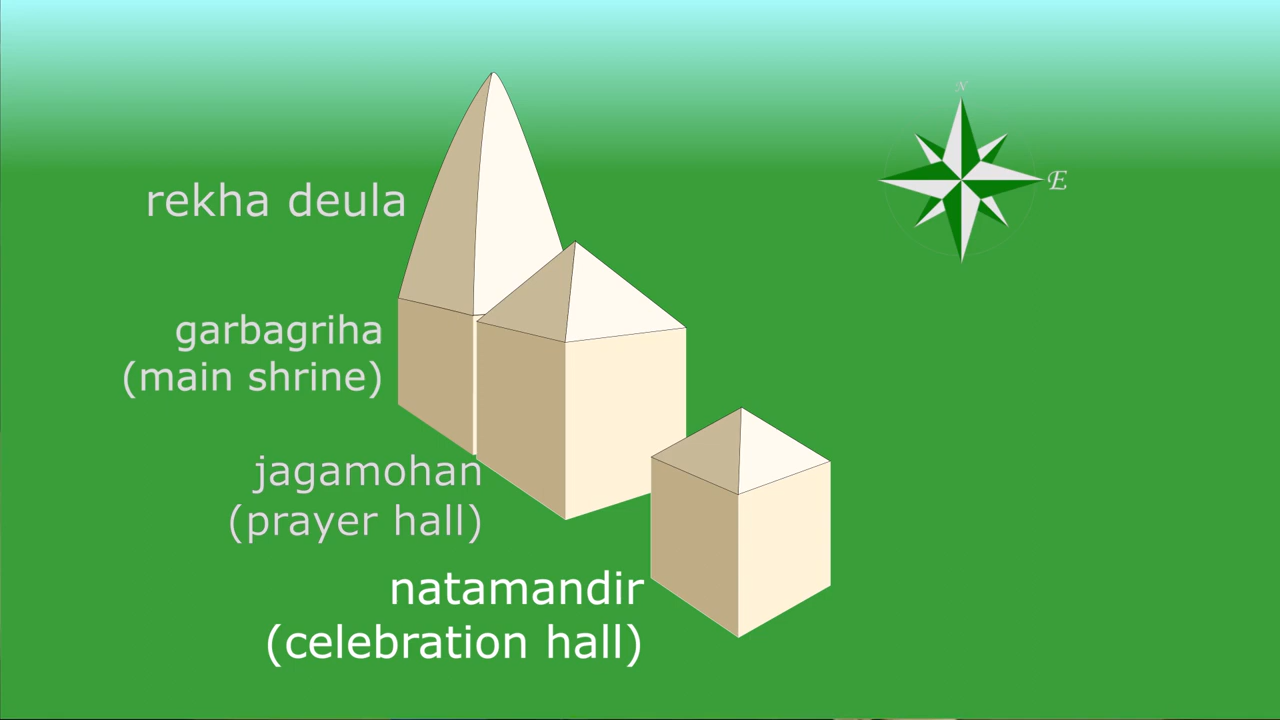 N
E
rekha deula
garbagriha
(main shrine)
jagamohan
(prayer hall)
natamandir
(celebration hall)